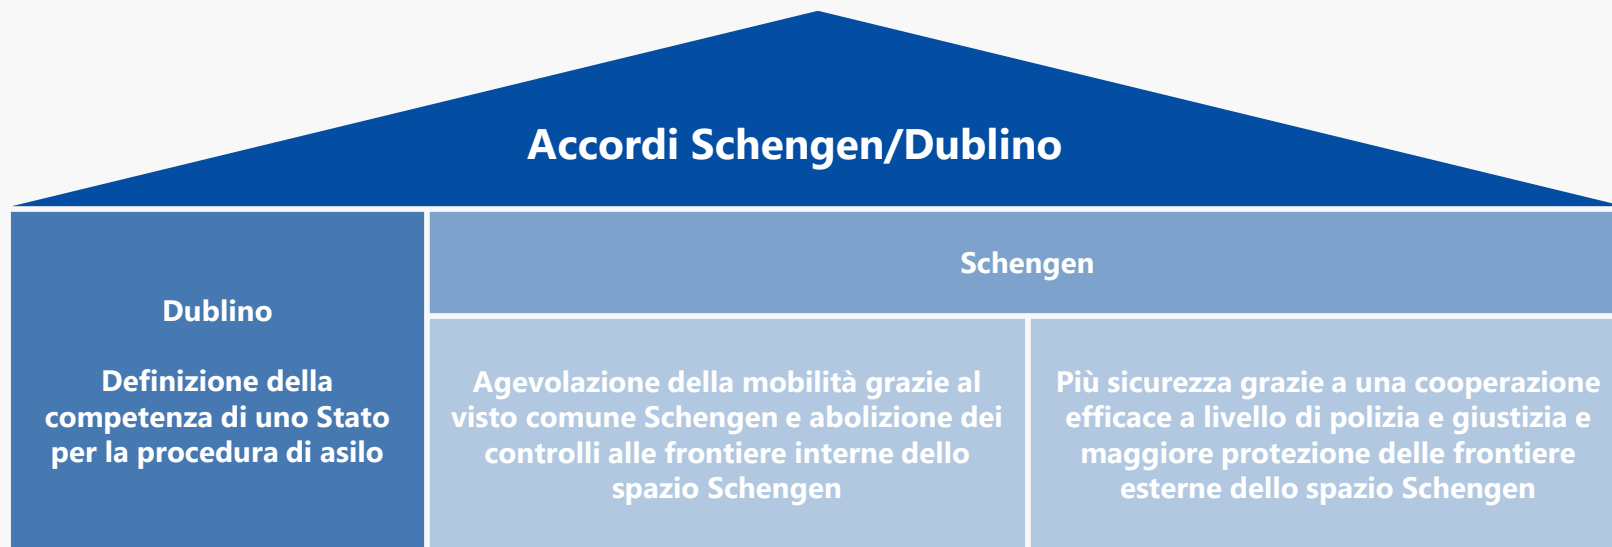 Accordi Schengen/Dublino
Dublino
Definizione della
competenza di uno Stato
per la procedura di asilo
Schengen
Agevolazione della mobilità grazie al
visto comune Schengen e abolizione dei
controlli alle frontiere interne dello
spazio Schengen
Più sicurezza grazie a una cooperazione
efficace a livello di polizia e giustizia e
maggiore protezione delle frontiere
esterne dello spazio Schengen